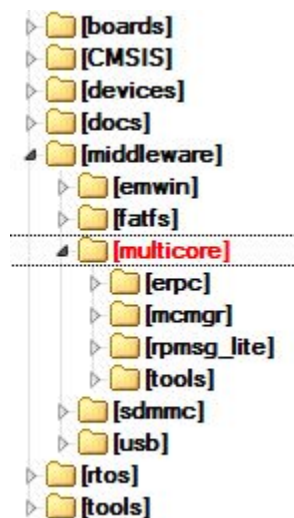 [boards]
[CMSIS]
[devices]
[docs]
[middleware]
[emwin]
[fatfs]
[multicore]
[erpc]
[mcmgr]
[rpmsg_lite]
[tools]
[sdmmc]
[usb]
[rtos]
[tools]